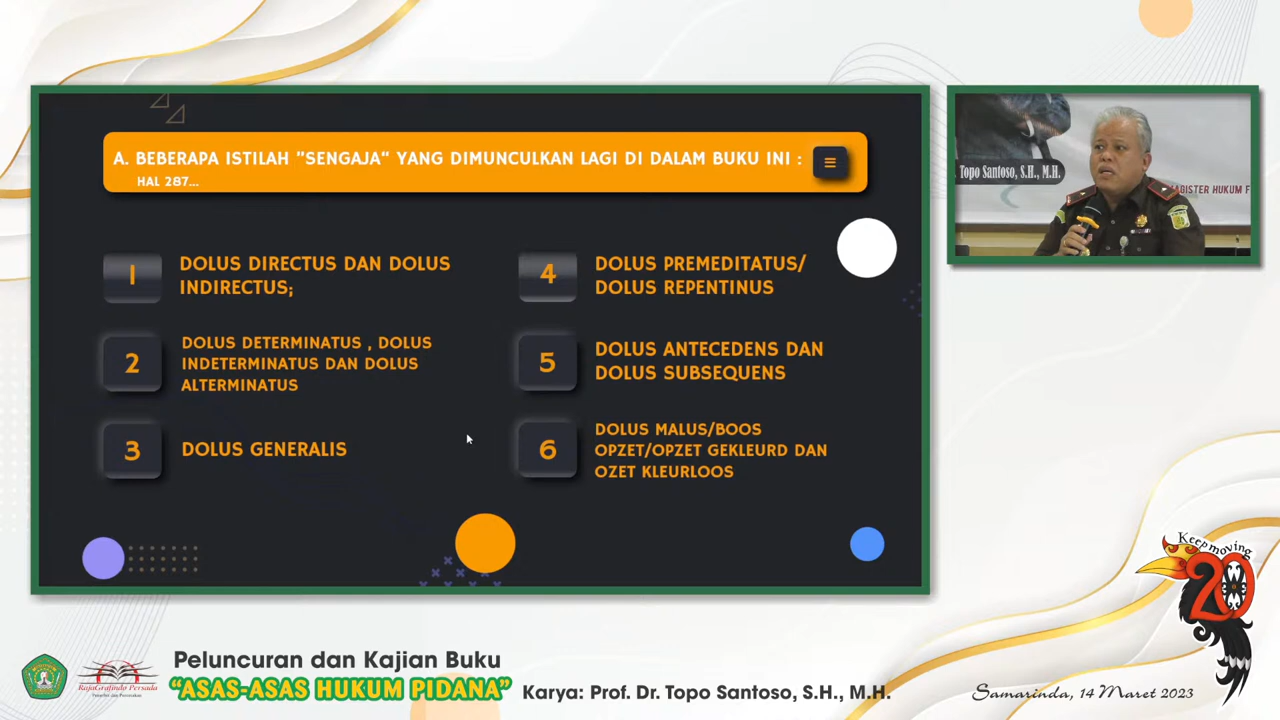 A. BEBERAPA ISTILAH "SENGAJA“ YANG DIMUNCULKAN LAGI DI DALAM BUKU INI :
HAL 287...
1
DOLUS DIRECTUS DAN DOLUS
INDIRECTUS;
2
DOLUS DETERMINATUS , DOLUS
INDETERMINATUS DAN DOLUS
ALTERMINATUS
3
DOLUS GENERALIS
4
DOLUS PREMEDITATUS/
DOLUS REPENTINUS
5
DOLUS ANTECEDENS DAN
DOLUS SUBSEQUENS
6
DOLUS MALUS/BOOS
OPZET/OPZET GEKLEURD DAN
OZET KLEURLOOS
. Topo Santoso, S.H., M.H.
MAGISTER HUKUM F
Keep moving
20
RajaGrafindo Persada
Peluncuran dan Kajian Buku
“ASAS-ASAS HUKUM PIDANA”
Karya: Prof. Dr. Topo Santoso, S.H., M.H.
Samarinda, 14 Maret 2023